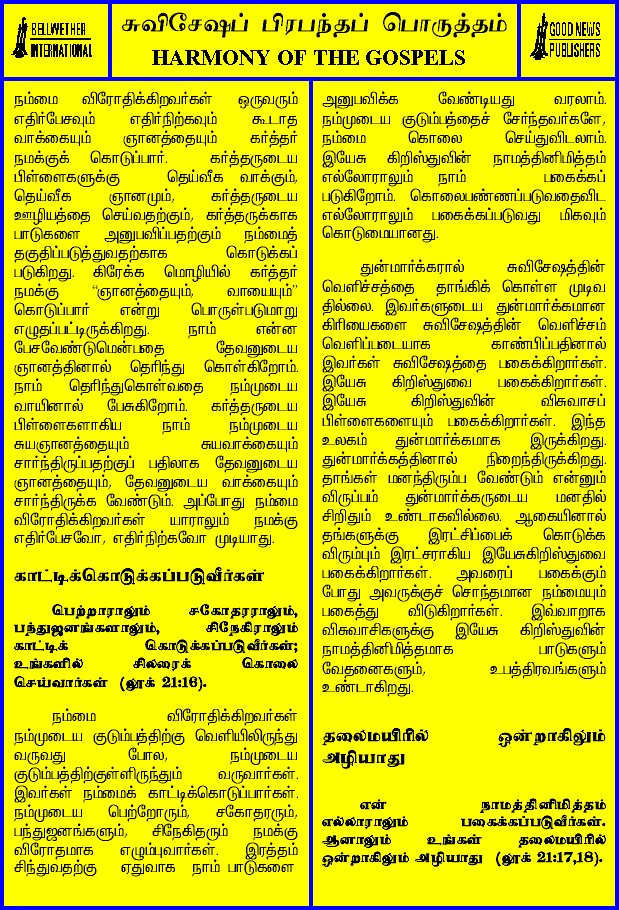 BELLWETHER
INTERNATIONAL
சுவிசேஷப் பிரபந்தப் பொருத்தம்
HARMONY OF THE GOSPELS
GOOD NEWS
PUBLISHERS
நம்மை விரோதிக்கிறவர்கள் ஒருவரும்
எதிர்பேசவும் எதிர்நிற்கவும் கூடாத
வாக்கையும் ஞானத்தையும் கர்த்தர்
நமக்குக் கொடுப்பார். கர்த்தருடைய
பிள்ளைகளுக்கு தெய்வீக வாக்கும்,
தெய்வீக ஞானமும், கர்த்தருடைய
ஊழியத்தை செய்வதற்கும், கர்த்தருக்காக
பாடுகளை அனுபவிப்பதற்கும் நம்மைத்
தகுதிப்படுத்துவதற்காக கொடுக்கப்
படுகிறது. கிரேக்க மொழியில் கர்த்தர்
நமக்கு “ஞானத்தையும், வாயையும்”
கொடுப்பார் என்று பொருள்படுமாறு
எழுதப்பட்டிருக்கிறது. நாம் என்ன
பேசவேண்டுமென்பதை தேவனுடைய
ஞானத்தினால் தெரிந்து கொள்கிறோம்.
நாம் தெரிந்துகொள்வதை நம்முடைய
வாயினால் பேசுகிறோம். கர்த்தருடைய
பிள்ளைகளாகிய நாம் நம்முடைய
சுயஞானத்தையும் சுயவாக்கையும்
சார்ந்திருப்பதற்குப் பதிலாக தேவனுடைய
ஞானத்தையும், தேவனுடைய வாக்கையும்
சார்ந்திருக்க வேண்டும். அப்போது நம்மை
விரோதிக்கிறவர்கள் யாராலும் நமக்கு
எதிர்பேசவோ, எதிர்நிற்கவோ முடியாது.
காட்டிக்கொடுக்கப்படுவீர்கள்
பெற்றாராலும் சகோதரராலும்,
பந்துஜனங்களாலும், சிநேகிராலும்
காட்டிக் கொடுக்கப்படுவீர்கள்;
உங்களில் சிலரைக் கொலை
செய்வார்கள் (லூக் 21:16).
நம்மை விரோதிக்கிறவர்கள்
நம்முடைய குடும்பத்திற்கு வெளியிலிருந்து
வருவது போல, நம்முடைய
குடும்பத்திற்குள்ளிருந்தும் வருவார்கள்.
இவர்கள் நம்மைக் காட்டிக்கொடுப்பார்கள்.
நம்முடைய பெற்றோரும், சகோதரரும்,
பந்துஜனங்களும், சிநேகிதரும் நமக்கு
விரோதமாக எழும்புவார்கள். இரத்தம்
சிந்துவதற்கு ஏதுவாக நாம் பாடுகளை
அனுபவிக்க வேண்டியது வரலாம்.
நம்முடைய குடும்பத்தைச் சேர்ந்தவர்களே,
நம்மை கொலை செய்துவிடலாம்.
இயேசு கிறிஸ்துவின் நாமத்தினிமித்தம்
எல்லோராலும் நாம் பகைக்கப்
படுகிறோம். கொலைபண்ணப்படுவதைவிட
எல்லோராலும் பகைக்கப்படுவது மிகவும்
கொடுமையானது.
துன்மார்க்கரால் சுவிசேஷத்தின்
வெளிச்சத்தை தாங்கிக் கொள்ள முடிவ
தில்லை. இவர்களுடைய துன்மார்க்கமான
கிரியைகளை சுவிசேஷத்தின் வெளிச்சம்
வெளிப்படையாக காண்பிப்பதினால்
இவர்கள் சுவிசேஷத்தை பகைக்கிறார்கள்.
இயேசு கிறிஸ்துவை பகைக்கிறார்கள்.
இயேசு கிறிஸ்துவின் விசுவாசப்
பிள்ளைகளையும் பகைக்கிறார்கள். இந்த
உலகம் துன்மார்க்கமாக இருக்கிறது.
துன்மார்க்கத்தினால் நிறைந்திருக்கிறது.
தாங்கள் மனந்திரும்ப வேண்டும் என்னும்
விருப்பம் துன்மார்க்கருடைய மனதில்
சிறிதும் உண்டாகவில்லை. ஆகையினால்
தங்களுக்கு இரட்சிப்பைக் கொடுக்க
விரும்பும் இரட்சராகிய இயேசுகிறிஸ்துவை
பகைக்கிறார்கள். அவரைப் பகைக்கும்
போது அவருக்குச் சொந்தமான நம்மையும்
பகைத்து விடுகிறார்கள். இவ்வாறாக
விசுவாசிகளுக்கு இயேசு கிறிஸ்துவின்
நாமத்தினிமித்தமாக பாடுகளும்
வேதனைகளும், உபத்திரவங்களும்
உண்டாகிறது.
தலைமயிரில் ஒன்றாகிலும்
அழியாது
என் நாமத்தினிமித்தம்
எல்லாராலும் பகைக்கப்படுவீர்கள்.
ஆனாலும் உங்கள் தலைமயிரில்
ஒன்றாகிலும் அழியாது (லூக் 21:17,18).